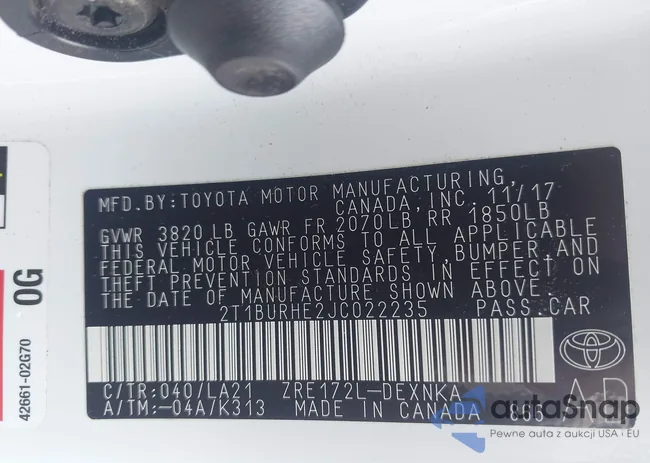 MFD.BY:TOYOTA MOTOR MANUFACTURING,
CANADA, INC. 11/17
GVWR 3820 LB GAWR FR 2070LB, RR 1850LB
THIS VEHICLE CONFORMS TO ALL APPLICABLE
FEDERAL MOTOR VEHICLE SAFETY,BUMPER,AND
THEFT PREVENTION STANDARDS IN EFFECT ON
THE DATE OF MANUFACTURE SHOWN ABOVE.
2T1BURHE2JC022235 PASS.CAR
C/TR:040/LA21 ZRE172L-DEXNKA
A/TM:-04A/K313 MADE IN CANADA 865
TOYOTA
0G
42661-02G70
autoSnap
Pewne auta z aukcji USA i EU